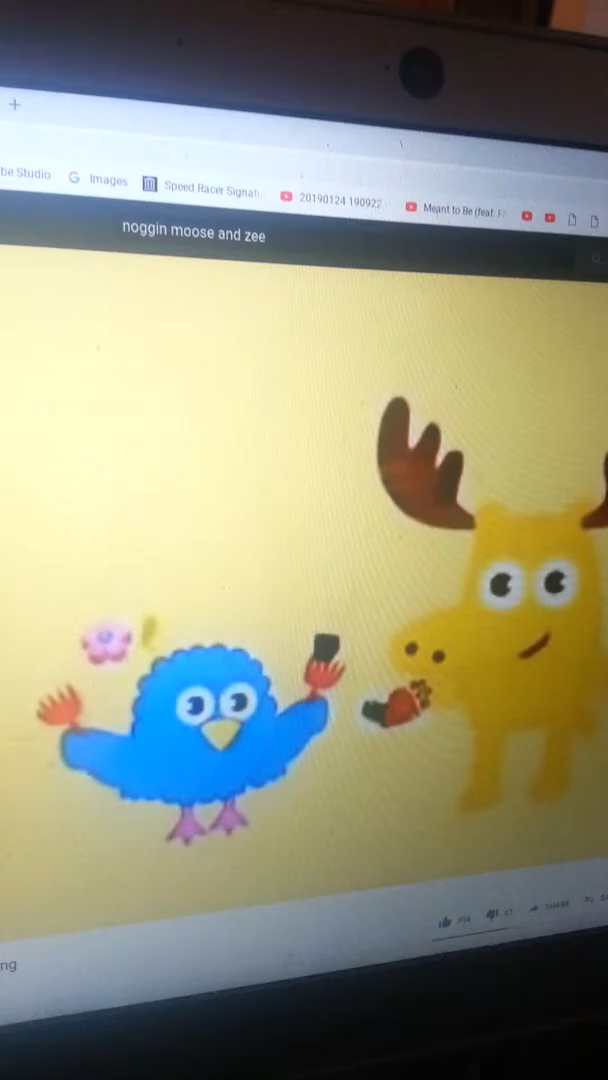 be Studio
Images
Speed Racer Signat
20190124 190922
Meant to Be (feat.
noggin moose and zee
SHARE
ng